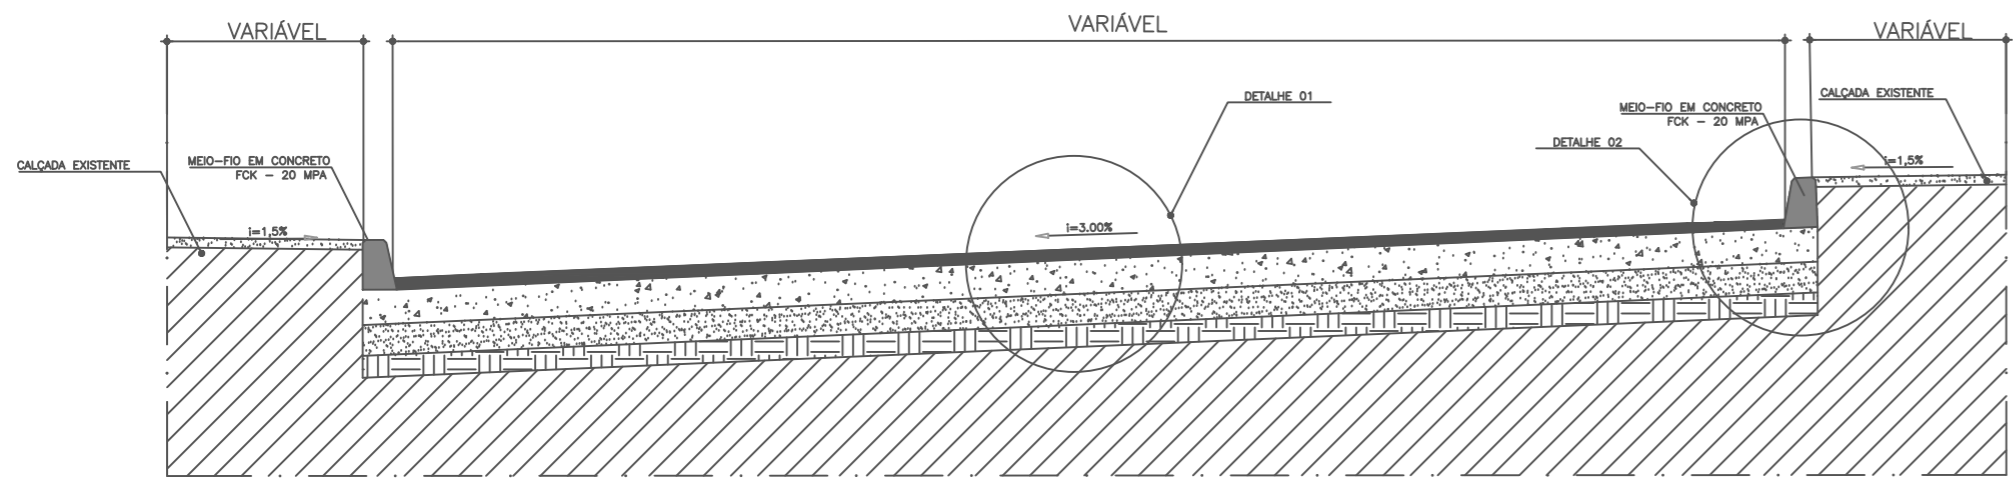 VARIÁVEL
VARIÁVEL
VARIÁVEL
DETALHE 01
CALÇADA EXISTENTE
MEIO-FIO EM CONCRETO
FCK - 20 MPA
DETALHE 02
CALÇADA EXISTENTE
MEIO-FIO EM CONCRETO
FCK - 20 MPA
i=1,5%
i=1,5%
i=3.00%